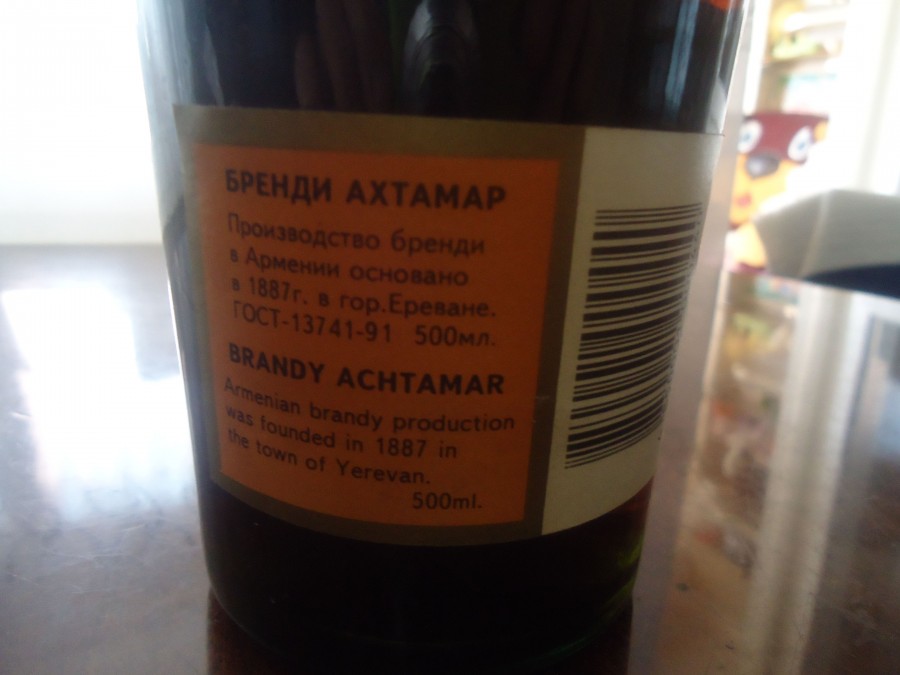 БРЕНДИ АХТАМАР
Производство бренди
в Армении основано
в 1887г. в гор.Ереване.
ГОСТ-13741-91 500мл.
BRANDY ACHTAMAR
Armenian brandy production
was founded in 1887 in
the town of Yerevan.
500ml.